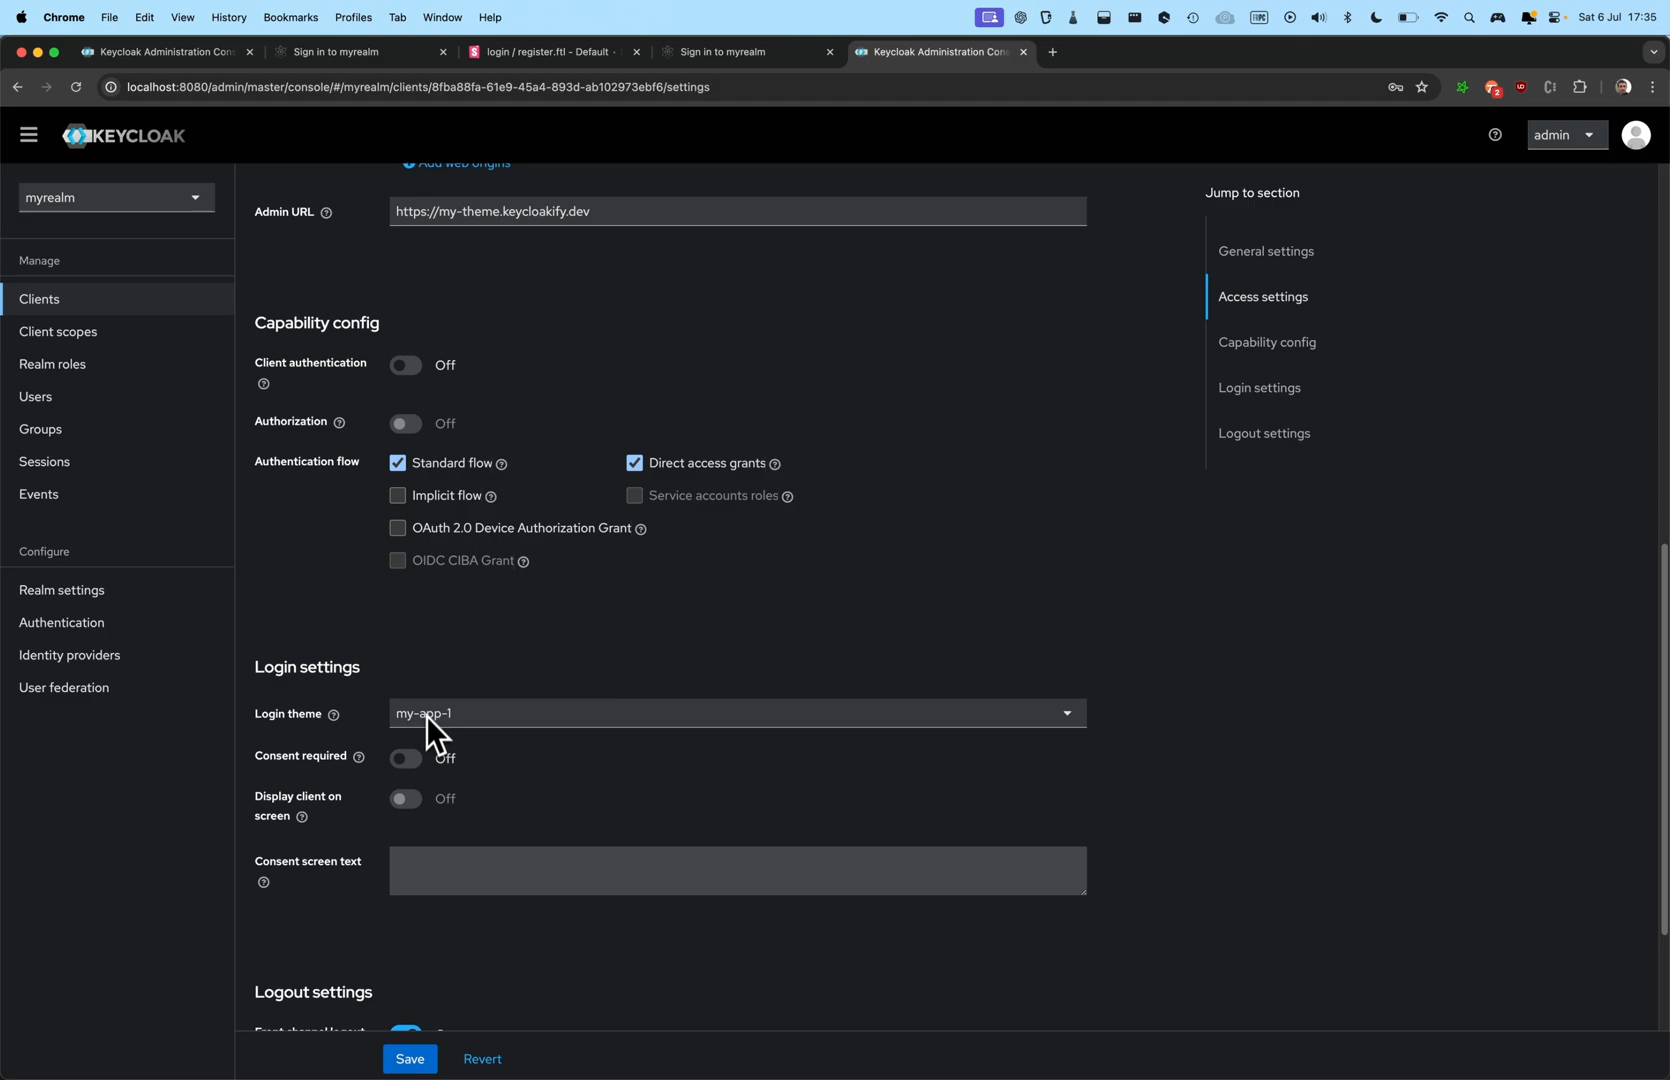 Chrome File Edit View History Bookmarks Profiles Tab Window Help Sat 6 Jul 17:35
Keycloak Administration Con Sign in to myrealm login / register.ftl - Default Sign in to myrealm Keycloak Administration Con
localhost:8080/admin/master/console/#/myrealm/clients/8fba88fa-61e9-45a4-893d-ab102973ebf6/settings 2
KEYCLOAK admin
myrealm
Manage
Clients
Client scopes
Realm roles
Users
Groups
Sessions
Events
Configure
Realm settings
Authentication
Identity providers
User federation
Add web origins
Admin URL https://my-theme.keycloakify.dev
Capability config
Client authentication Off
Authorization Off
Authentication flow Standard flow Direct access grants
Implicit flow Service accounts roles
OAuth 2.0 Device Authorization Grant
OIDC CIBA Grant
Login settings
Login theme my-app-1
Consent required Off
Display client on screen Off
Consent screen text
Logout settings
Front channel logout
Save Revert
Jump to section
General settings
Access settings
Capability config
Login settings
Logout settings